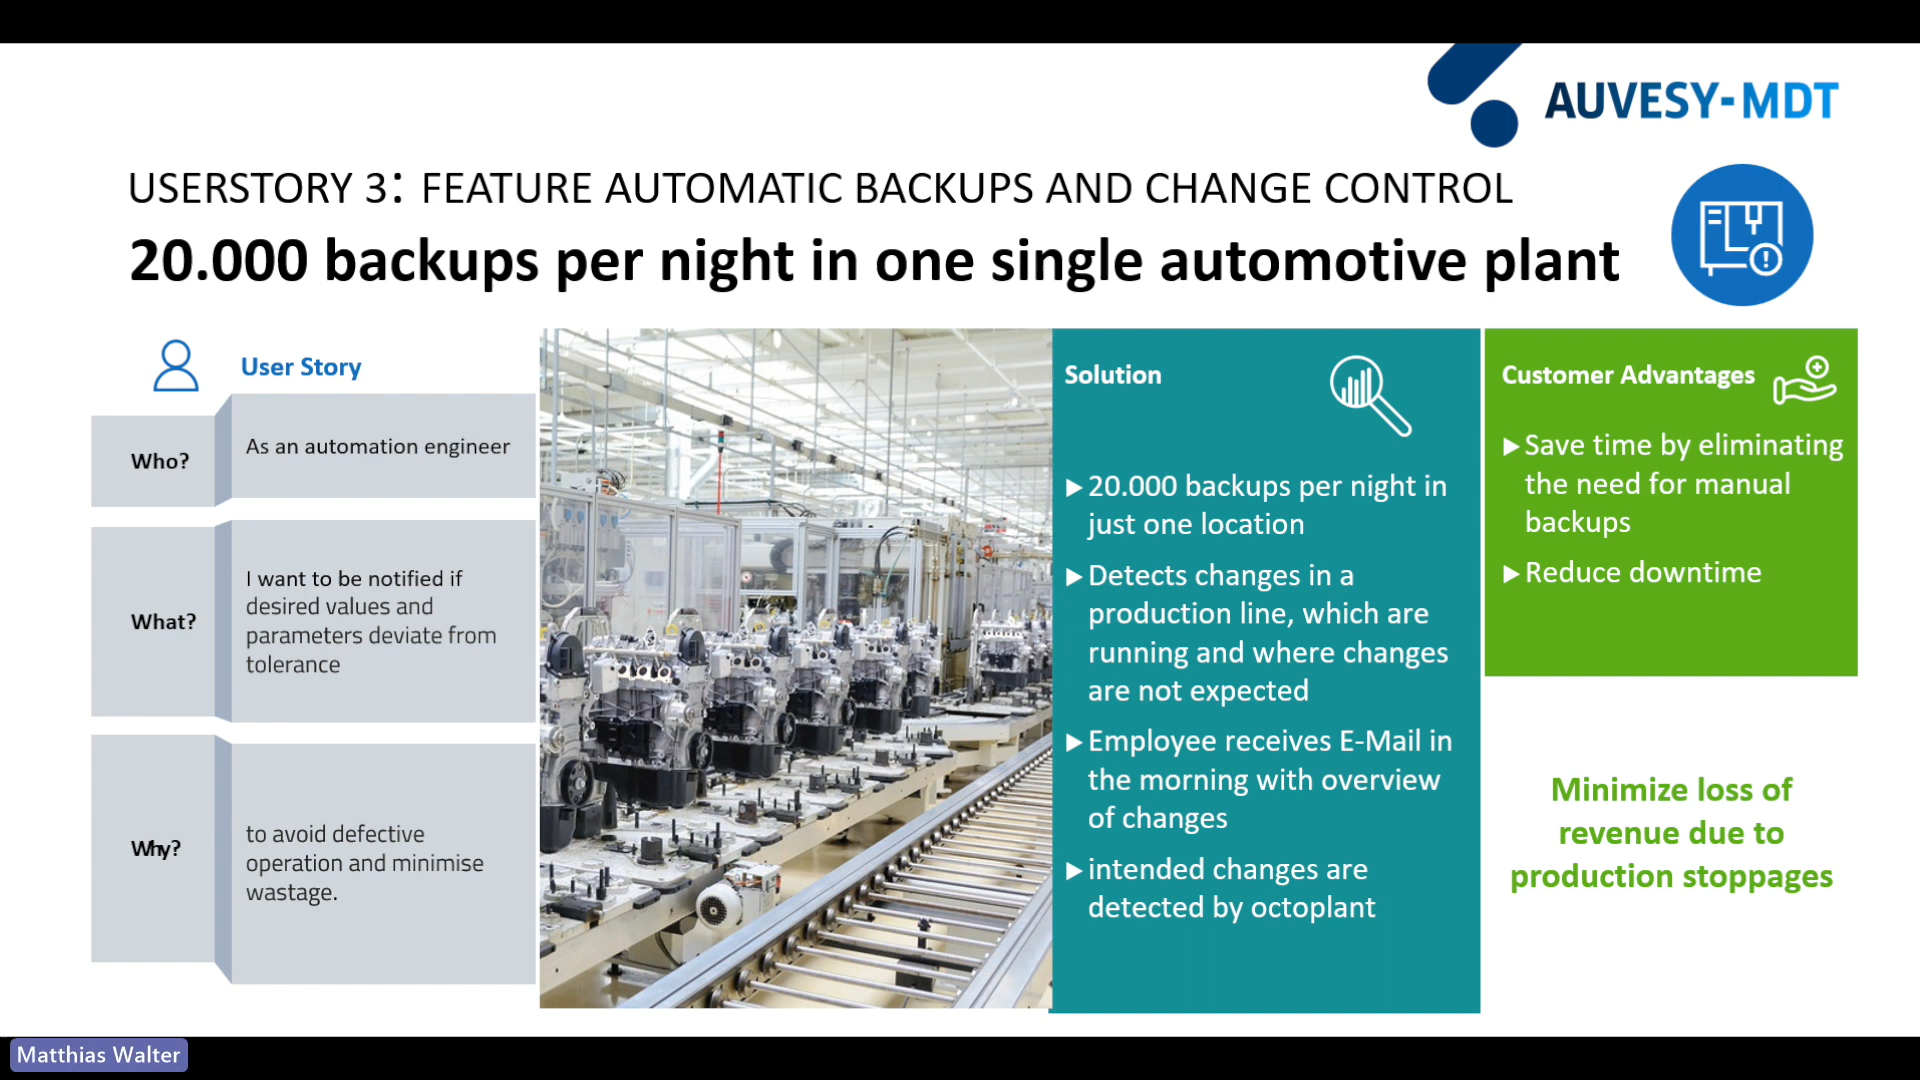 AUVESY-MDT
USERSTORY 3: FEATURE AUTOMATIC BACKUPS AND CHANGE CONTROL
20.000 backups per night in one single automotive plant
User Story
Who?
As an automation engineer
What?
I want to be notified if
desired values and
parameters deviate from
tolerance
Why?
to avoid defective
operation and minimise
wastage.
Solution
▶20.000 backups per night in
just one location
▶Detects changes in a
production line, which are
running and where changes
are not expected
▶Employee receives E-Mail in
the morning with overview
of changes
▶intended changes are
detected by octoplant
Customer Advantages
▶Save time by eliminating
the need for manual
backups
▶Reduce downtime
Minimize loss of
revenue due to
production stoppages
Matthias Walter